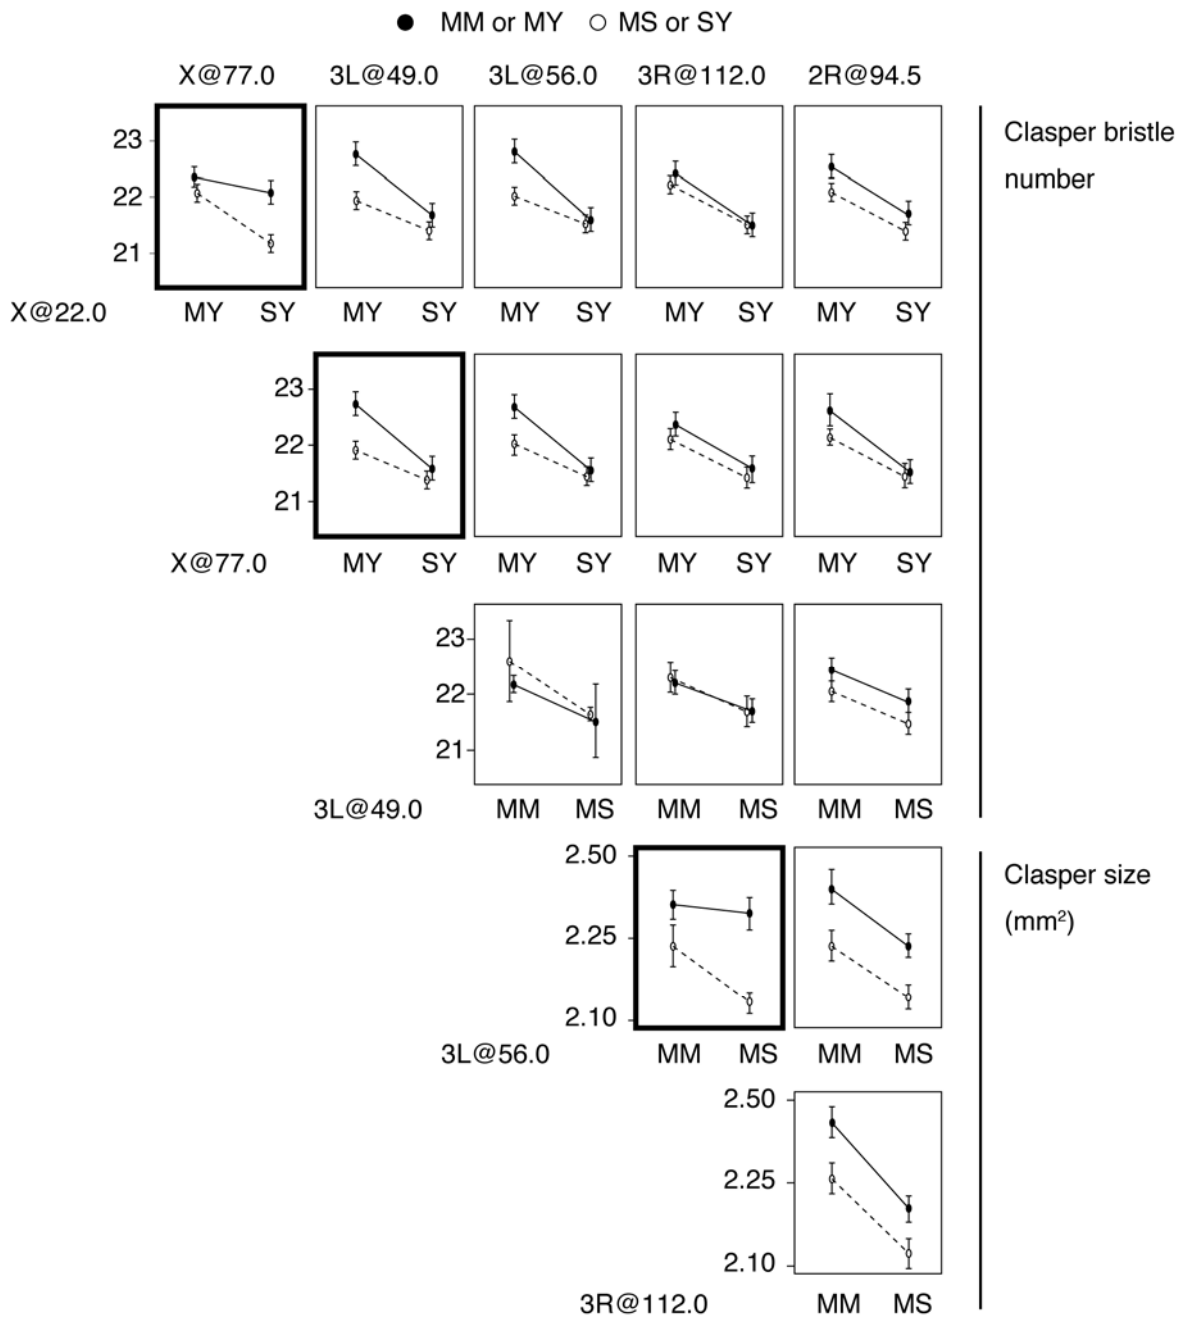 ● MM or MY ○ MS or SY
X@77.0 3L@49.0 3L@56.0 3R@112.0 2R@94.5
23
22
21
Clasper bristle
number
X@22.0 MY SY MY SY MY SY MY SY MY SY
23
22
21
X@77.0 MY SY MY SY MY SY MY SY
23
22
21
3L@49.0 MM MS MM MS MM MS
2.50
2.25
2.10
Clasper size
(mm²)
3L@56.0 MM MS MM MS
2.50
2.25
2.10
3R@112.0 MM MS